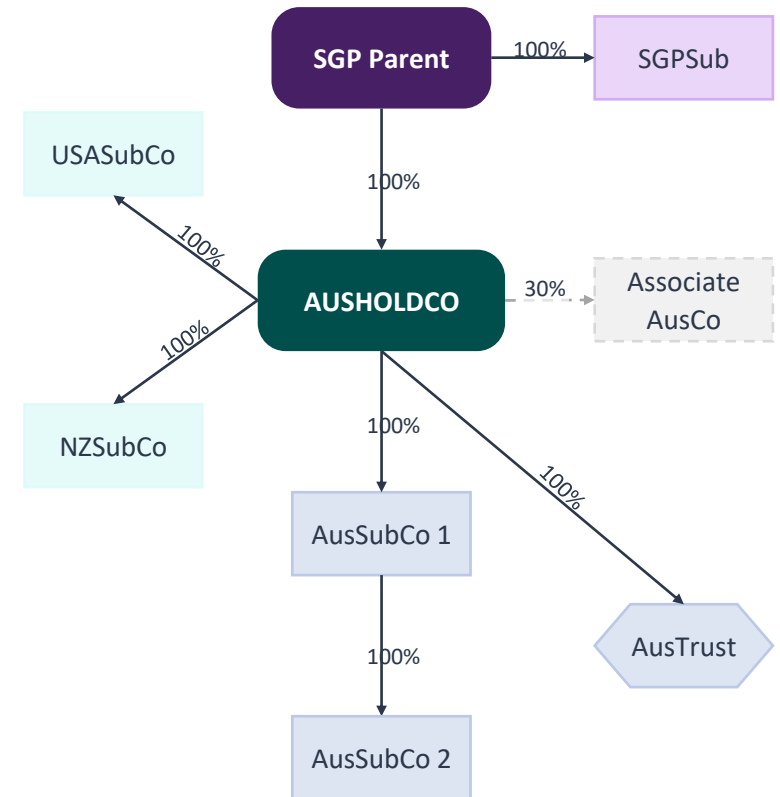 SGP Parent
100%
SGPSub
USASubCo
100%
100%
AUSHOLDCO
30%
Associate
AusCo
100%
NZSubCo
100%
100%
AusSubCo 1
AusTrust
100%
AusSubCo 2